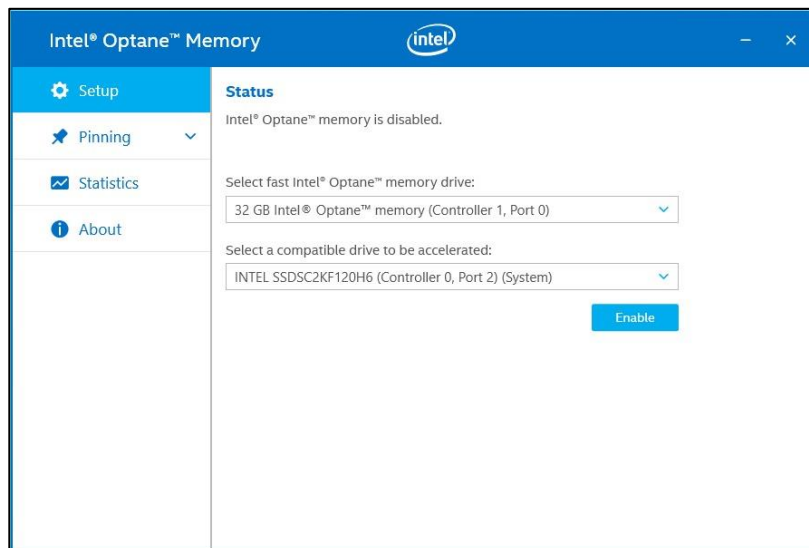 Intel® Optane™ Memory
intel
Setup
Pinning
Statistics
About
Status
Intel® Optane™ memory is disabled.
Select fast Intel® Optane™ memory drive:
32 GB Intel® Optane™ memory (Controller 1, Port 0)
Select a compatible drive to be accelerated:
INTEL SSDSC2KF120H6 (Controller 0, Port 2) (System)
Enable